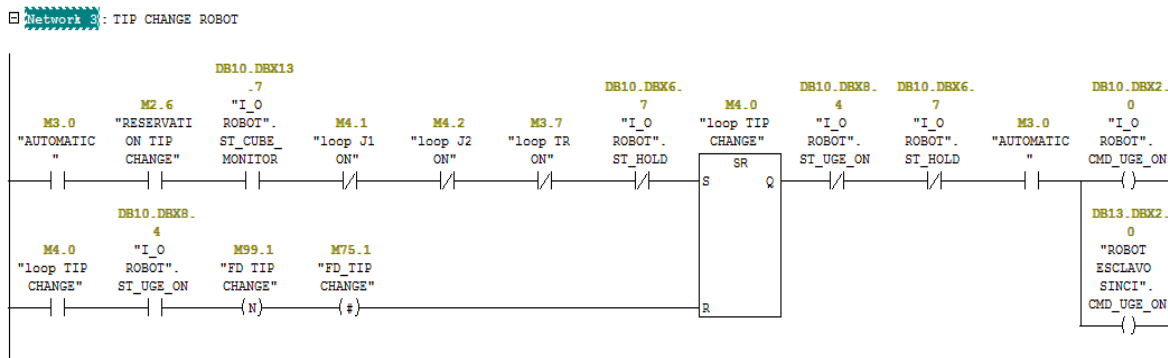 Network 3: TIP CHANGE ROBOT
DB10.DBX13
.7
"I_O
ROBOT".
ST_CUBE_
MONITOR
M3.0
"AUTOMATIC
"
M2.6
"RESERVATI
ON TIP
CHANGE"
M4.1
"loop J1
ON"
M4.2
"loop J2
ON"
M3.7
"loop TR
ON"
DB10.DBX6.
7
"I_O
ROBOT".
ST_HOLD
M4.0
"loop TIP
CHANGE"
SR
S
Q
R
DB10.DBX8.
4
"I_O
ROBOT".
ST_UGE_ON
DB10.DBX6.
7
"I_O
ROBOT".
ST_HOLD
M3.0
"AUTOMATIC
"
DB10.DBX2.
0
"I_O
ROBOT".
CMD_UGE_ON
( )
DB13.DBX2.
0
"ROBOT
ESCLAVO
SINCI".
CMD_UGE_ON
( )
M4.0
"loop TIP
CHANGE"
DB10.DBX8.
4
"I_O
ROBOT".
ST_UGE_ON
M99.1
"FD TIP
CHANGE"
(N)
M75.1
"FD_TIP
CHANGE"
(#)